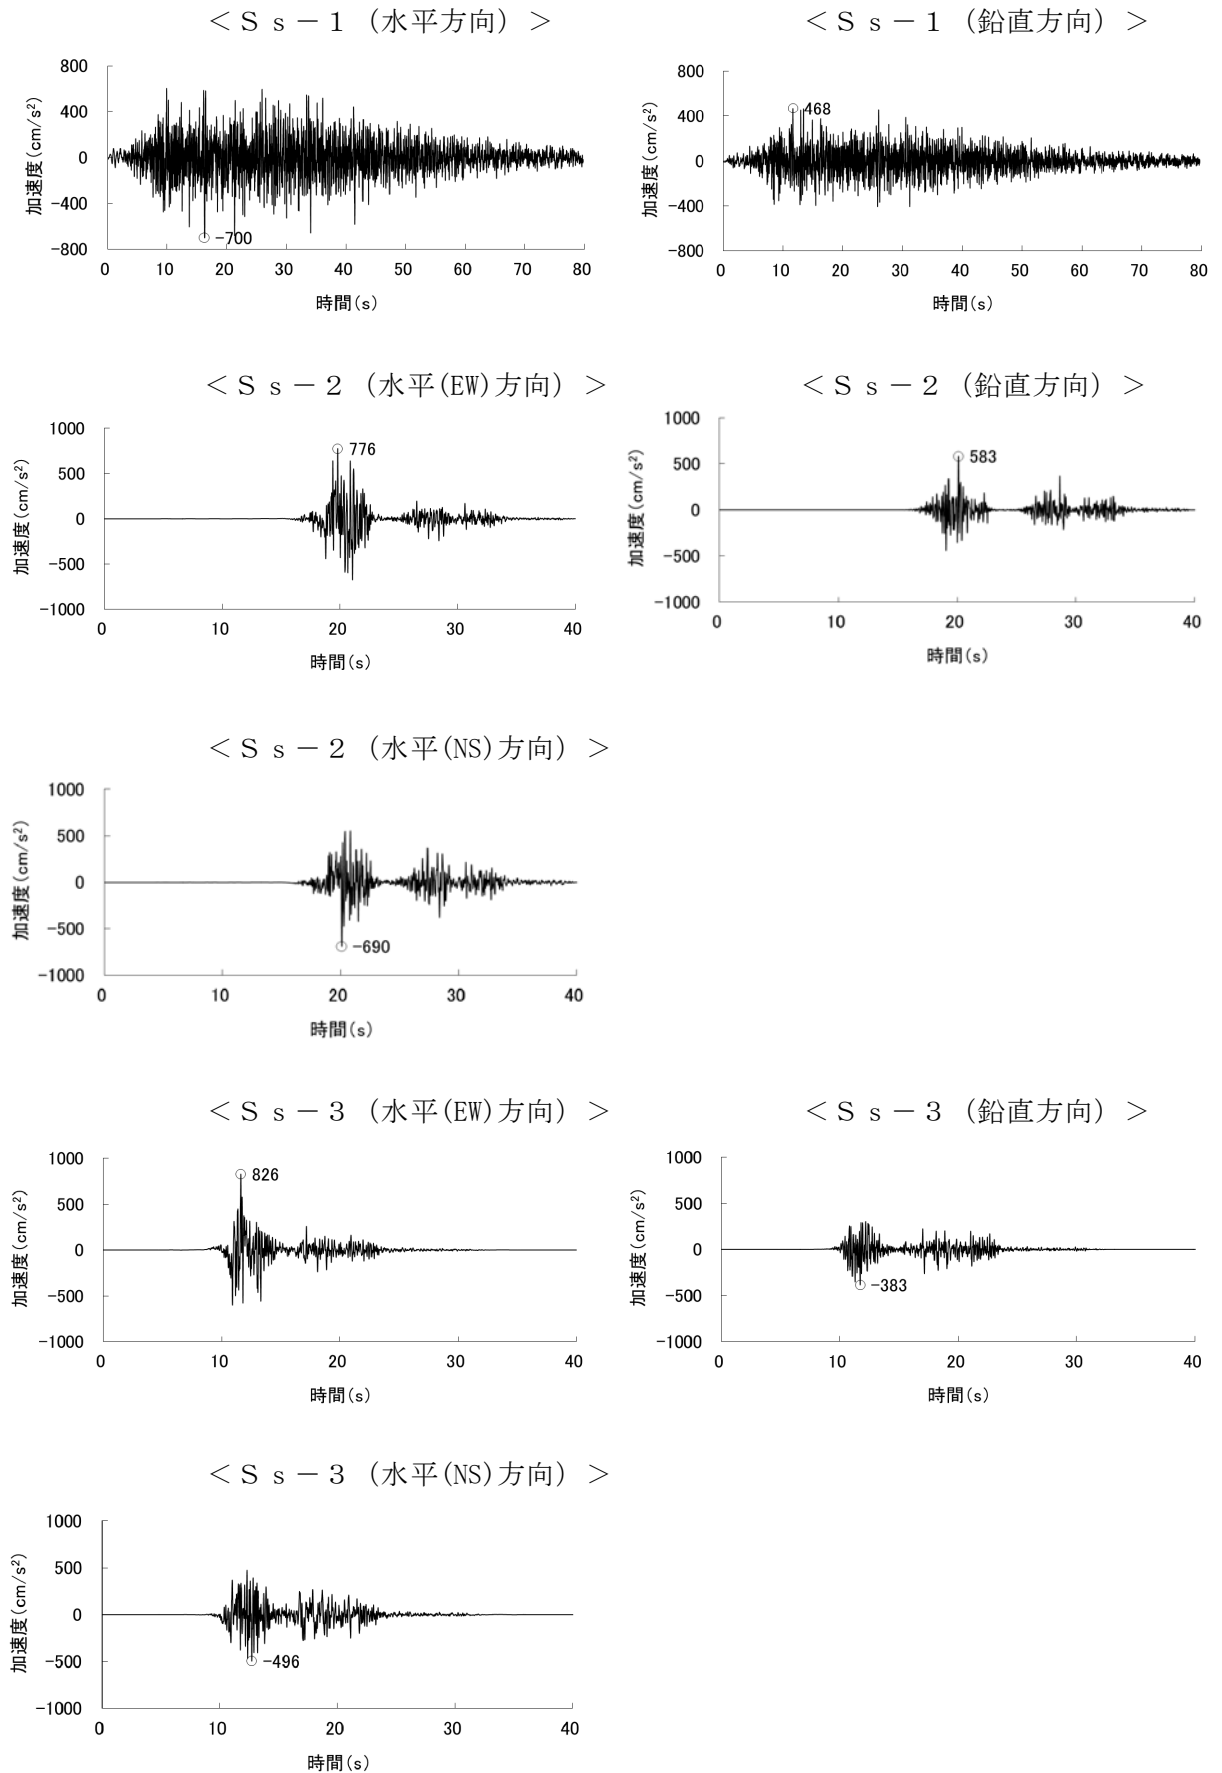 ＜Ｓｓ－１（水平方向）＞
800
400
0
-400
-800
加速度(cm/s²)
-700
0 10 20 30 40 50 60 70 80
時間(s)
＜Ｓｓ－１（鉛直方向）＞
800
400
0
-400
-800
加速度(cm/s²)
468
0 10 20 30 40 50 60 70 80
時間(s)
＜Ｓｓ－２（水平(EW)方向）＞
1000
500
0
-500
-1000
加速度(cm/s²)
776
0 10 20 30 40
時間(s)
＜Ｓｓ－２（鉛直方向）＞
1000
500
0
-500
-1000
加速度(cm/s²)
583
0 10 20 30 40
時間(s)
＜Ｓｓ－２（水平(NS)方向）＞
1000
500
0
-500
-1000
加速度(cm/s²)
-690
0 10 20 30 40
時間(s)
＜Ｓｓ－３（水平(EW)方向）＞
1000
500
0
-500
-1000
加速度(cm/s²)
826
0 10 20 30 40
時間(s)
＜Ｓｓ－３（鉛直方向）＞
1000
500
0
-500
-1000
加速度(cm/s²)
-383
0 10 20 30 40
時間(s)
＜Ｓｓ－３（水平(NS)方向）＞
1000
500
0
-500
-1000
加速度(cm/s²)
-496
0 10 20 30 40
時間(s)